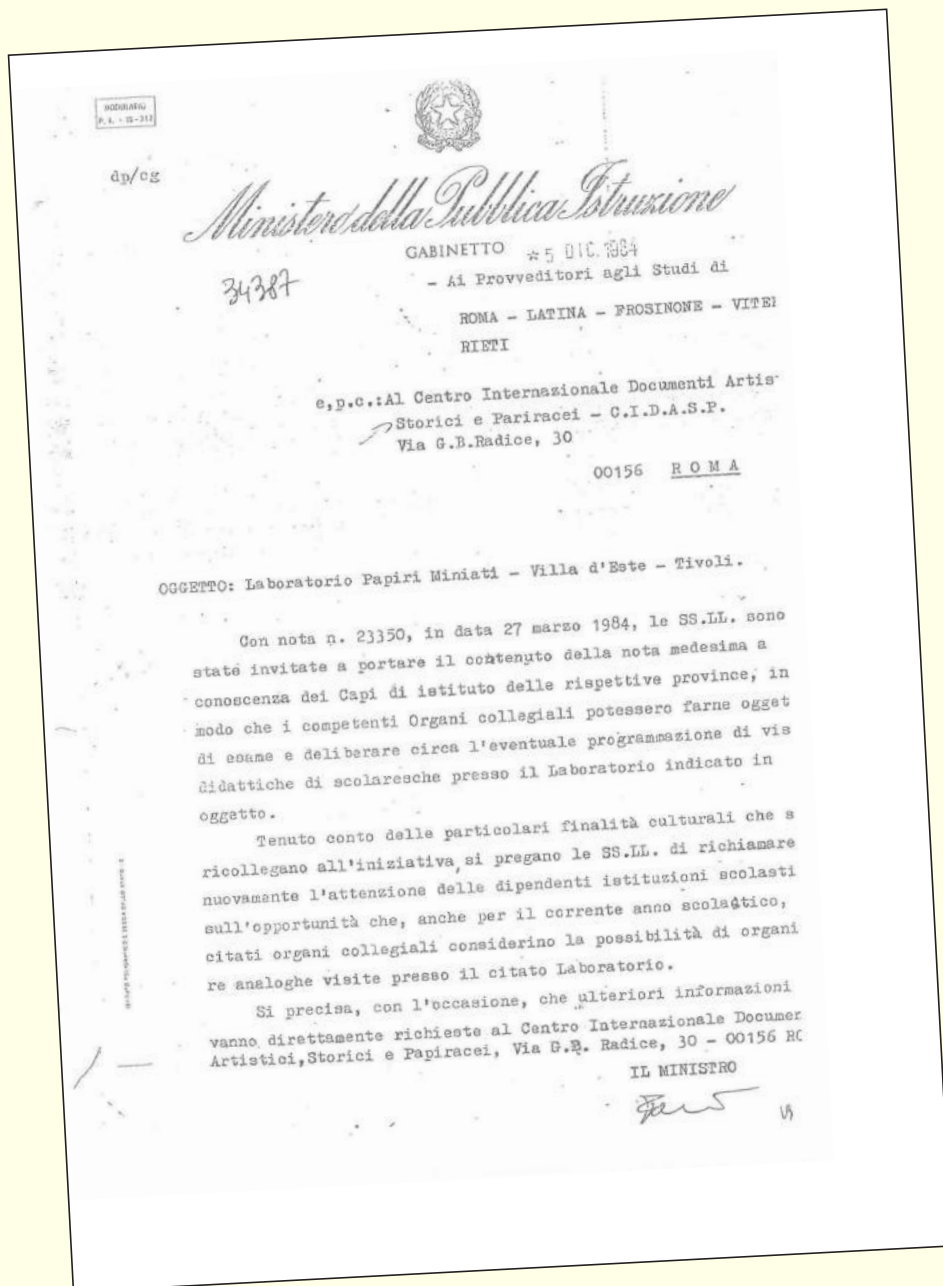 MODULARIO
P. I. - IS-312
dp/cg
Ministero della Pubblica Istruzione
GABINETTO ☆ 5 DIC. 1984
34387
- Ai Provveditori agli Studi di
ROMA - LATINA - FROSINONE - VITE
RIETI
e,p.c.:Al Centro Internazionale Documenti Artis
Storici e Pariracei - C.I.D.A.S.P.
Via G.B.Radice, 30
00156 R O M A
OGGETTO: Laboratorio Papiri Miniati - Villa d'Este - Tivoli.
Con nota n. 23350, in data 27 marzo 1984, le SS.LL. sono
state invitate a portare il contenuto della nota medesima a
conoscenza dei Capi di istituto delle rispettive province, in
modo che i competenti Organi collegiali potessero farne ogget
di esame e deliberare circa l'eventuale programmazione di vis
didattiche di scolaresche presso il Laboratorio indicato in
oggetto.
Tenuto conto delle particolari finalità culturali che s
ricollegano all'iniziativa, si pregano le SS.LL. di richiamare
nuovamente l'attenzione delle dipendenti istituzioni scolasti
sull'opportunità che, anche per il corrente anno scolastico,
citati organi collegiali considerino la possibilità di organi
re analoghe visite presso il citato Laboratorio.
Si precisa, con l'occasione, che ulteriori informazioni
vanno direttamente richieste al Centro Internazionale Documen
Artistici,Storici e Papiracei, Via G.B. Radice, 30 - 00156 RO
IL MINISTRO